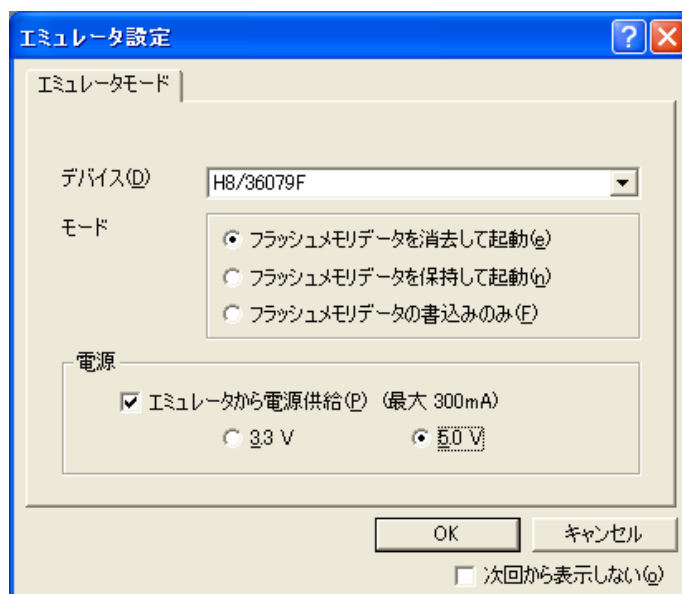 エミュレータ設定
エミュレータモード
デバイス(D) H8/36079F
モード
フラッシュメモリデータを消去して起動(e)
フラッシュメモリデータを保持して起動(n)
フラッシュメモリデータの書込みのみ(F)
電源
エミュレータから電源供給(P) (最大 300mA)
3.3 V 5.0 V
OK キャンセル
次回から表示しない(o)